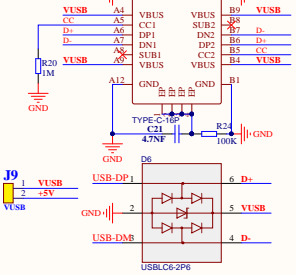 VUSB A4 VBUS VBUS B9 VUSB
CC A5 CC1 SUB2 B8
D+ A6 DP1 DN2 B7 D-
D- A7 DN1 DP2 B6 D+
A8 SUB1 CC2 B5 CC
VUSB A9 VBUS VBUS B4 VUSB
R20
1M
GND
A12 GND GND B1
TYPE-C-16P
C21
4.7NF
R24
100K
GND
GND
J9
1 VUSB
2 +5V
VUSB
D6
USB-DP 1 6 D+
GND 2 5 VUSB
USB-DM 3 4 D-
USBLC6-2P6